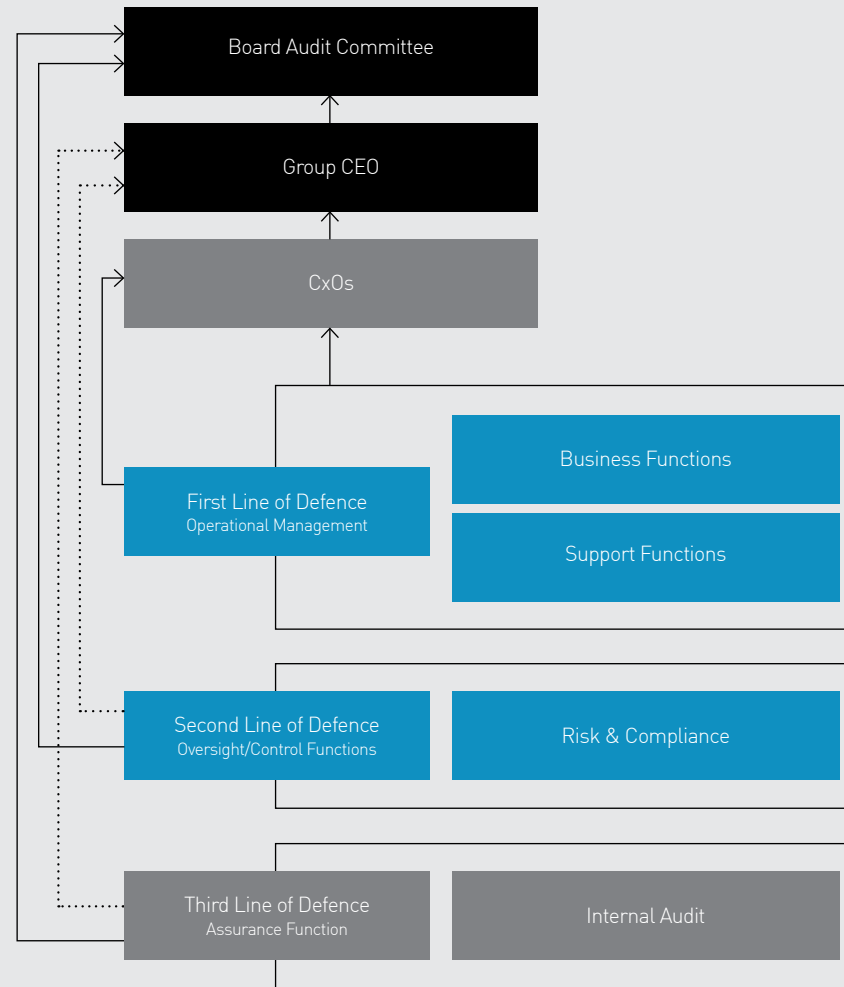 Board Audit Committee
Group CEO
CxOs
Business Functions
First Line of Defence
Operational Management
Support Functions
Second Line of Defence
Oversight/Control Functions
Risk & Compliance
Third Line of Defence
Assurance Function
Internal Audit